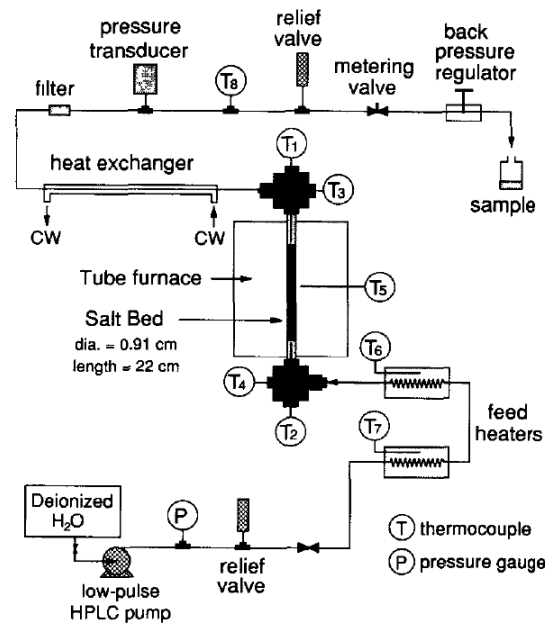 pressure
transducer
relief
valve
back
pressure
regulator
metering
valve
filter
T8
T1
heat exchanger
T3
sample
CW
CW
Tube furnace
T5
Salt Bed
dia. = 0.91 cm
length = 22 cm
T6
T4
T2
T7
feed
heaters
Deionized
H2O
P
T thermocouple
relief
valve
P pressure gauge
low-pulse
HPLC pump